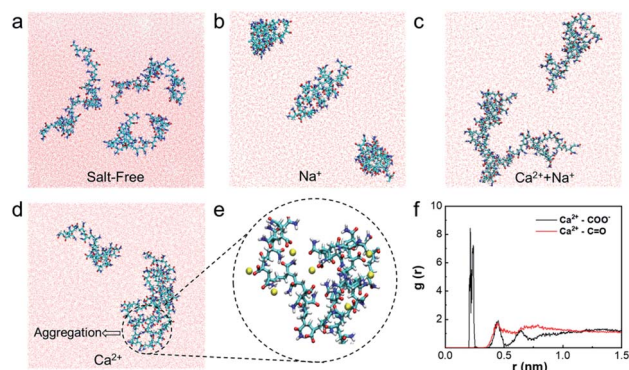 a
b
c
Salt-Free
Na⁺
Ca²⁺+Na⁺
d
e
f
Aggregation
Ca²⁺
Ca²⁺ - COO⁻
Ca²⁺ - C=O
g (r)
10
8
6
4
2
0.0 0.5 1.0 1.5
r (nm)